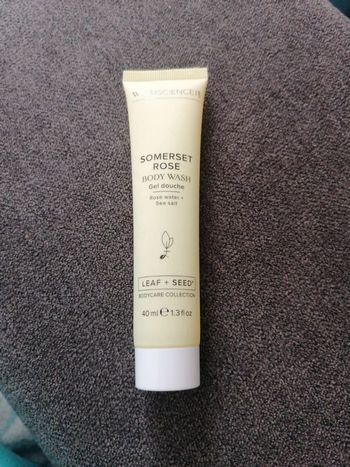 SOMERSET
ROSE
BODY WASH
Gel douche
Rose water +
Sea salt
LEAF + SEED®
BODYCARE COLLECTION
40 ml ℮ 1.3 fl oz